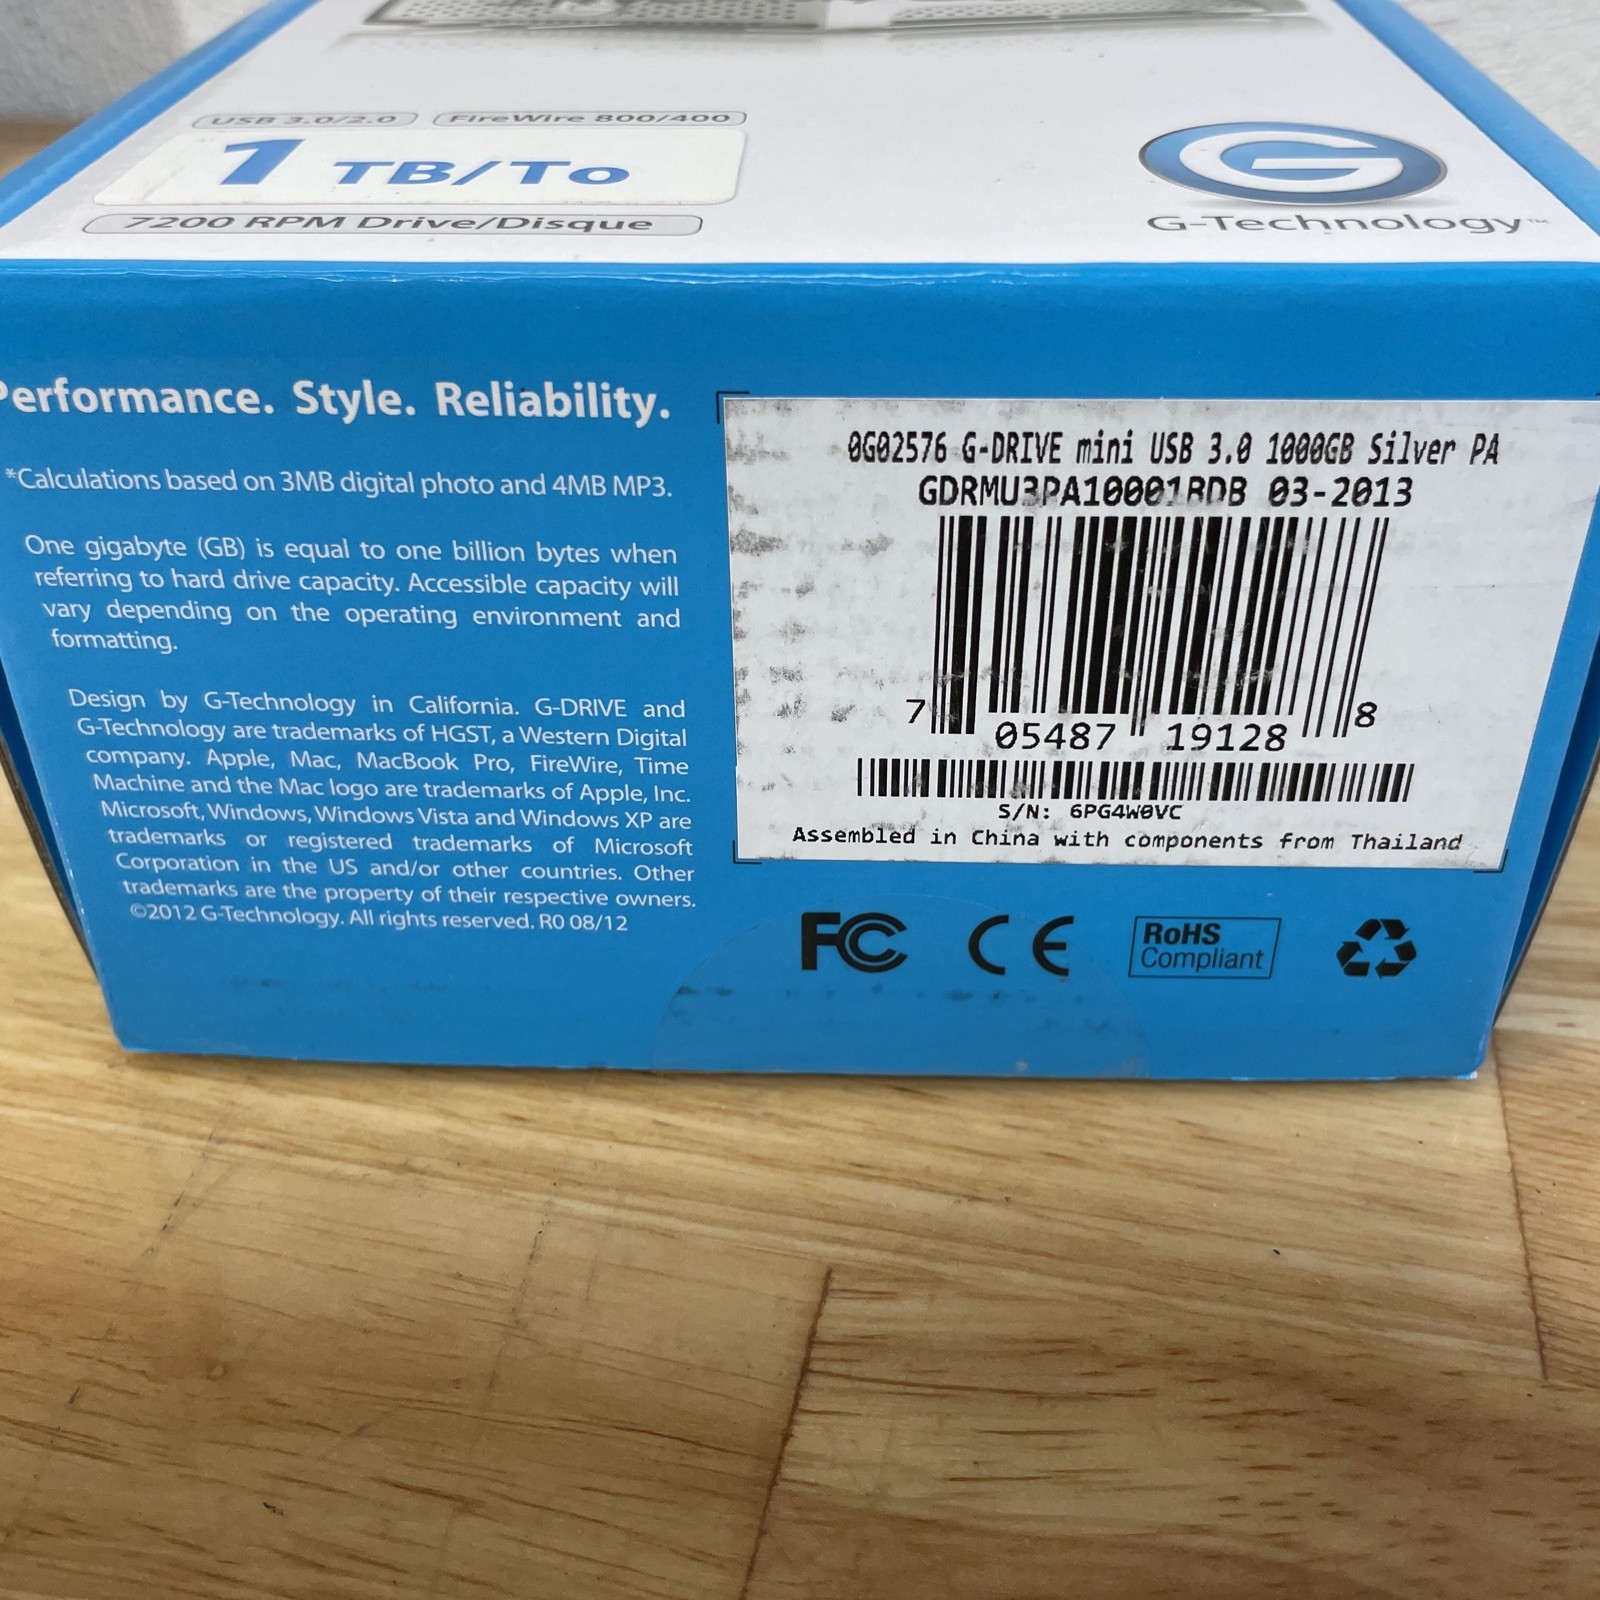 USB 3.0/2.0
FireWire 800/400
1 TB/To
7200 RPM Drive/Disque
G
G-Technology™
Performance. Style. Reliability.
*Calculations based on 3MB digital photo and 4MB MP3.
One gigabyte (GB) is equal to one billion bytes when
referring to hard drive capacity. Accessible capacity will
vary depending on the operating environment and
formatting.
Design by G-Technology in California. G-DRIVE and
G-Technology are trademarks of HGST, a Western Digital
company. Apple, Mac, MacBook Pro, FireWire, Time
Machine and the Mac logo are trademarks of Apple, Inc.
Microsoft, Windows, Windows Vista and Windows XP are
trademarks or registered trademarks of Microsoft
Corporation in the US and/or other countries. Other
trademarks are the property of their respective owners.
©2012 G-Technology. All rights reserved. R0 08/12
0G02576 G-DRIVE mini USB 3.0 1000GB Silver PA
GDRMU3PA10001BDB 03-2013
7 05487 19128 8
S/N: 6PG4W0VC
Assembled in China with components from Thailand
FC CE
RoHS
Compliant